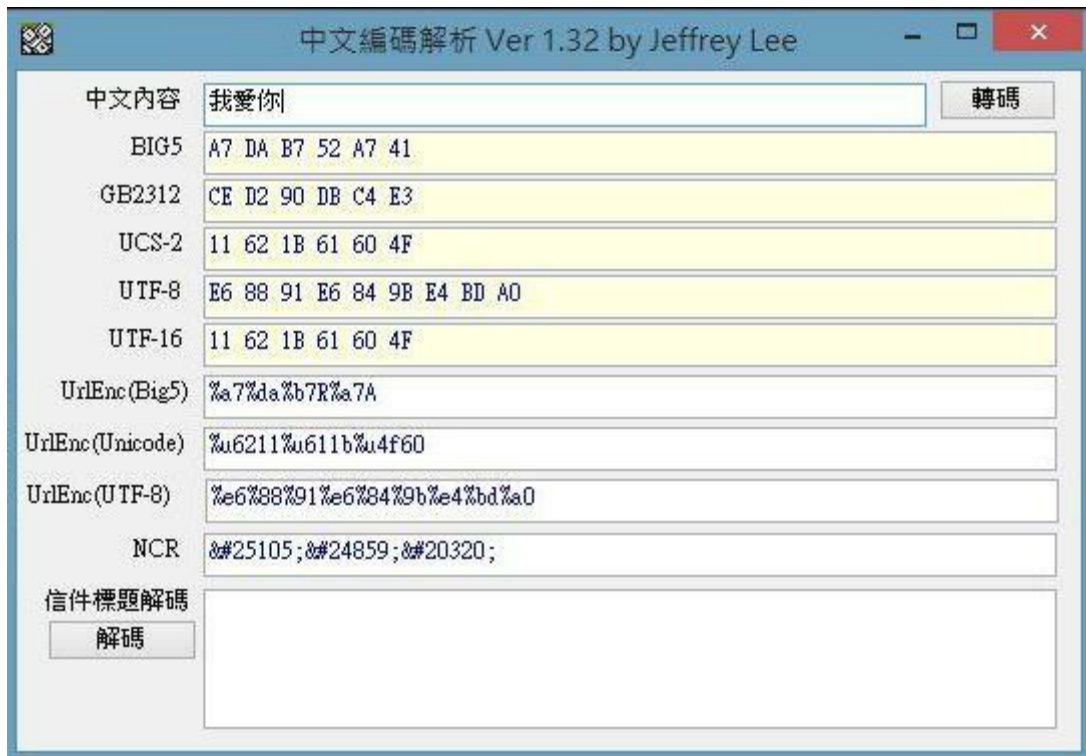 中文編碼解析 Ver 1.32 by Jeffrey Lee
中文內容 我愛你 轉碼
BIG5 A7 DA B7 52 A7 41
GB2312 CE D2 90 DB C4 E3
UCS-2 11 62 1B 61 60 4F
UTF-8 E6 88 91 E6 84 9B E4 BD A0
UTF-16 11 62 1B 61 60 4F
UrlEnc(Big5) %a7%da%b7R%a7A
UrlEnc(Unicode) %u6211%u611b%u4f60
UrlEnc(UTF-8) %e6%88%91%e6%84%9b%e4%bd%a0
NCR &#25105;&#24859;&#20320;
信件標題解碼
解碼